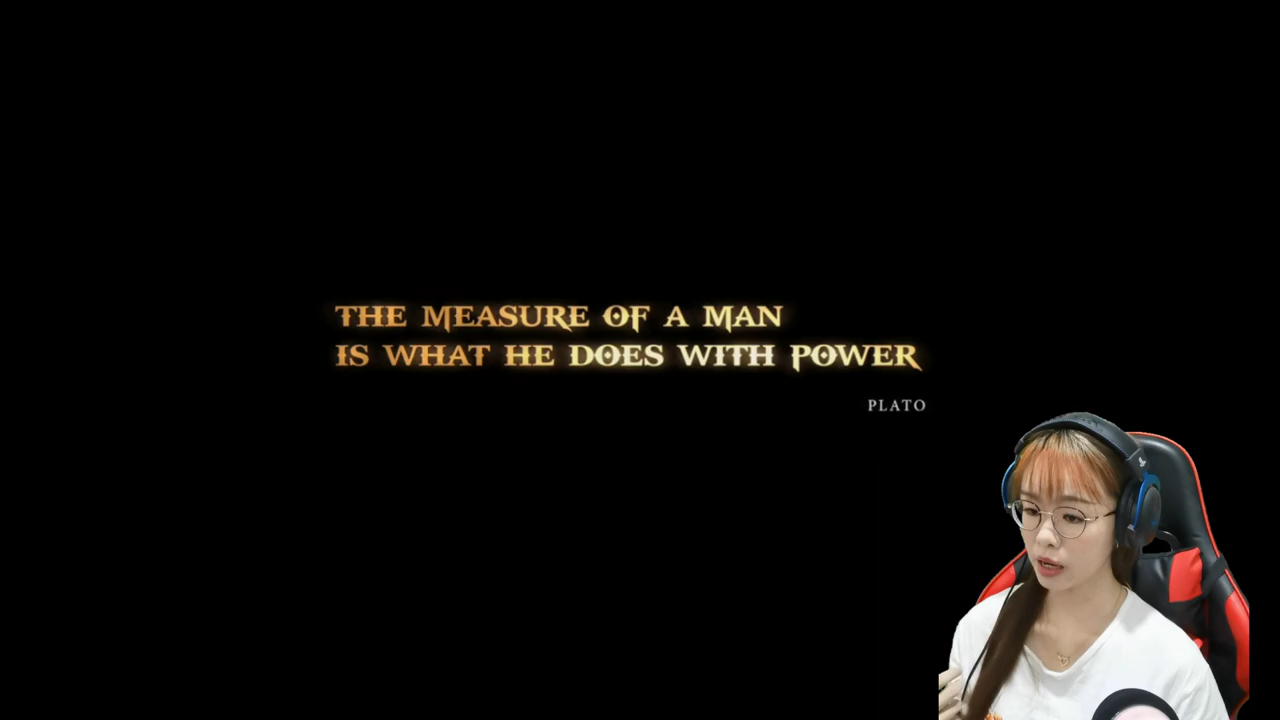 THE MEASURE OF A MAN
IS WHAT HE DOES WITH POWER
PLATO